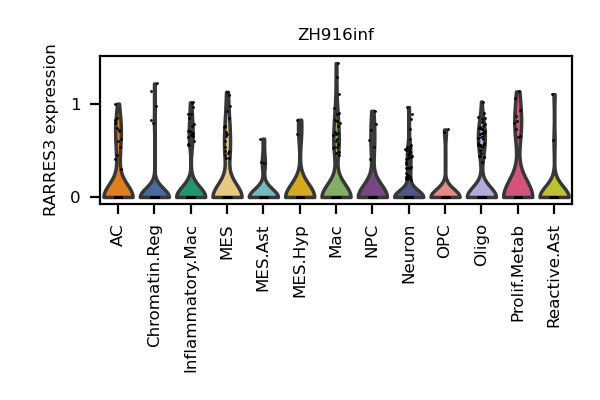 ZH916inf
RARRES3 expression
1
0
AC
Chromatin.Reg
Inflammatory.Mac
MES
MES.Ast
MES.Hyp
Mac
NPC
Neuron
OPC
Oligo
Prolif.Metab
Reactive.Ast